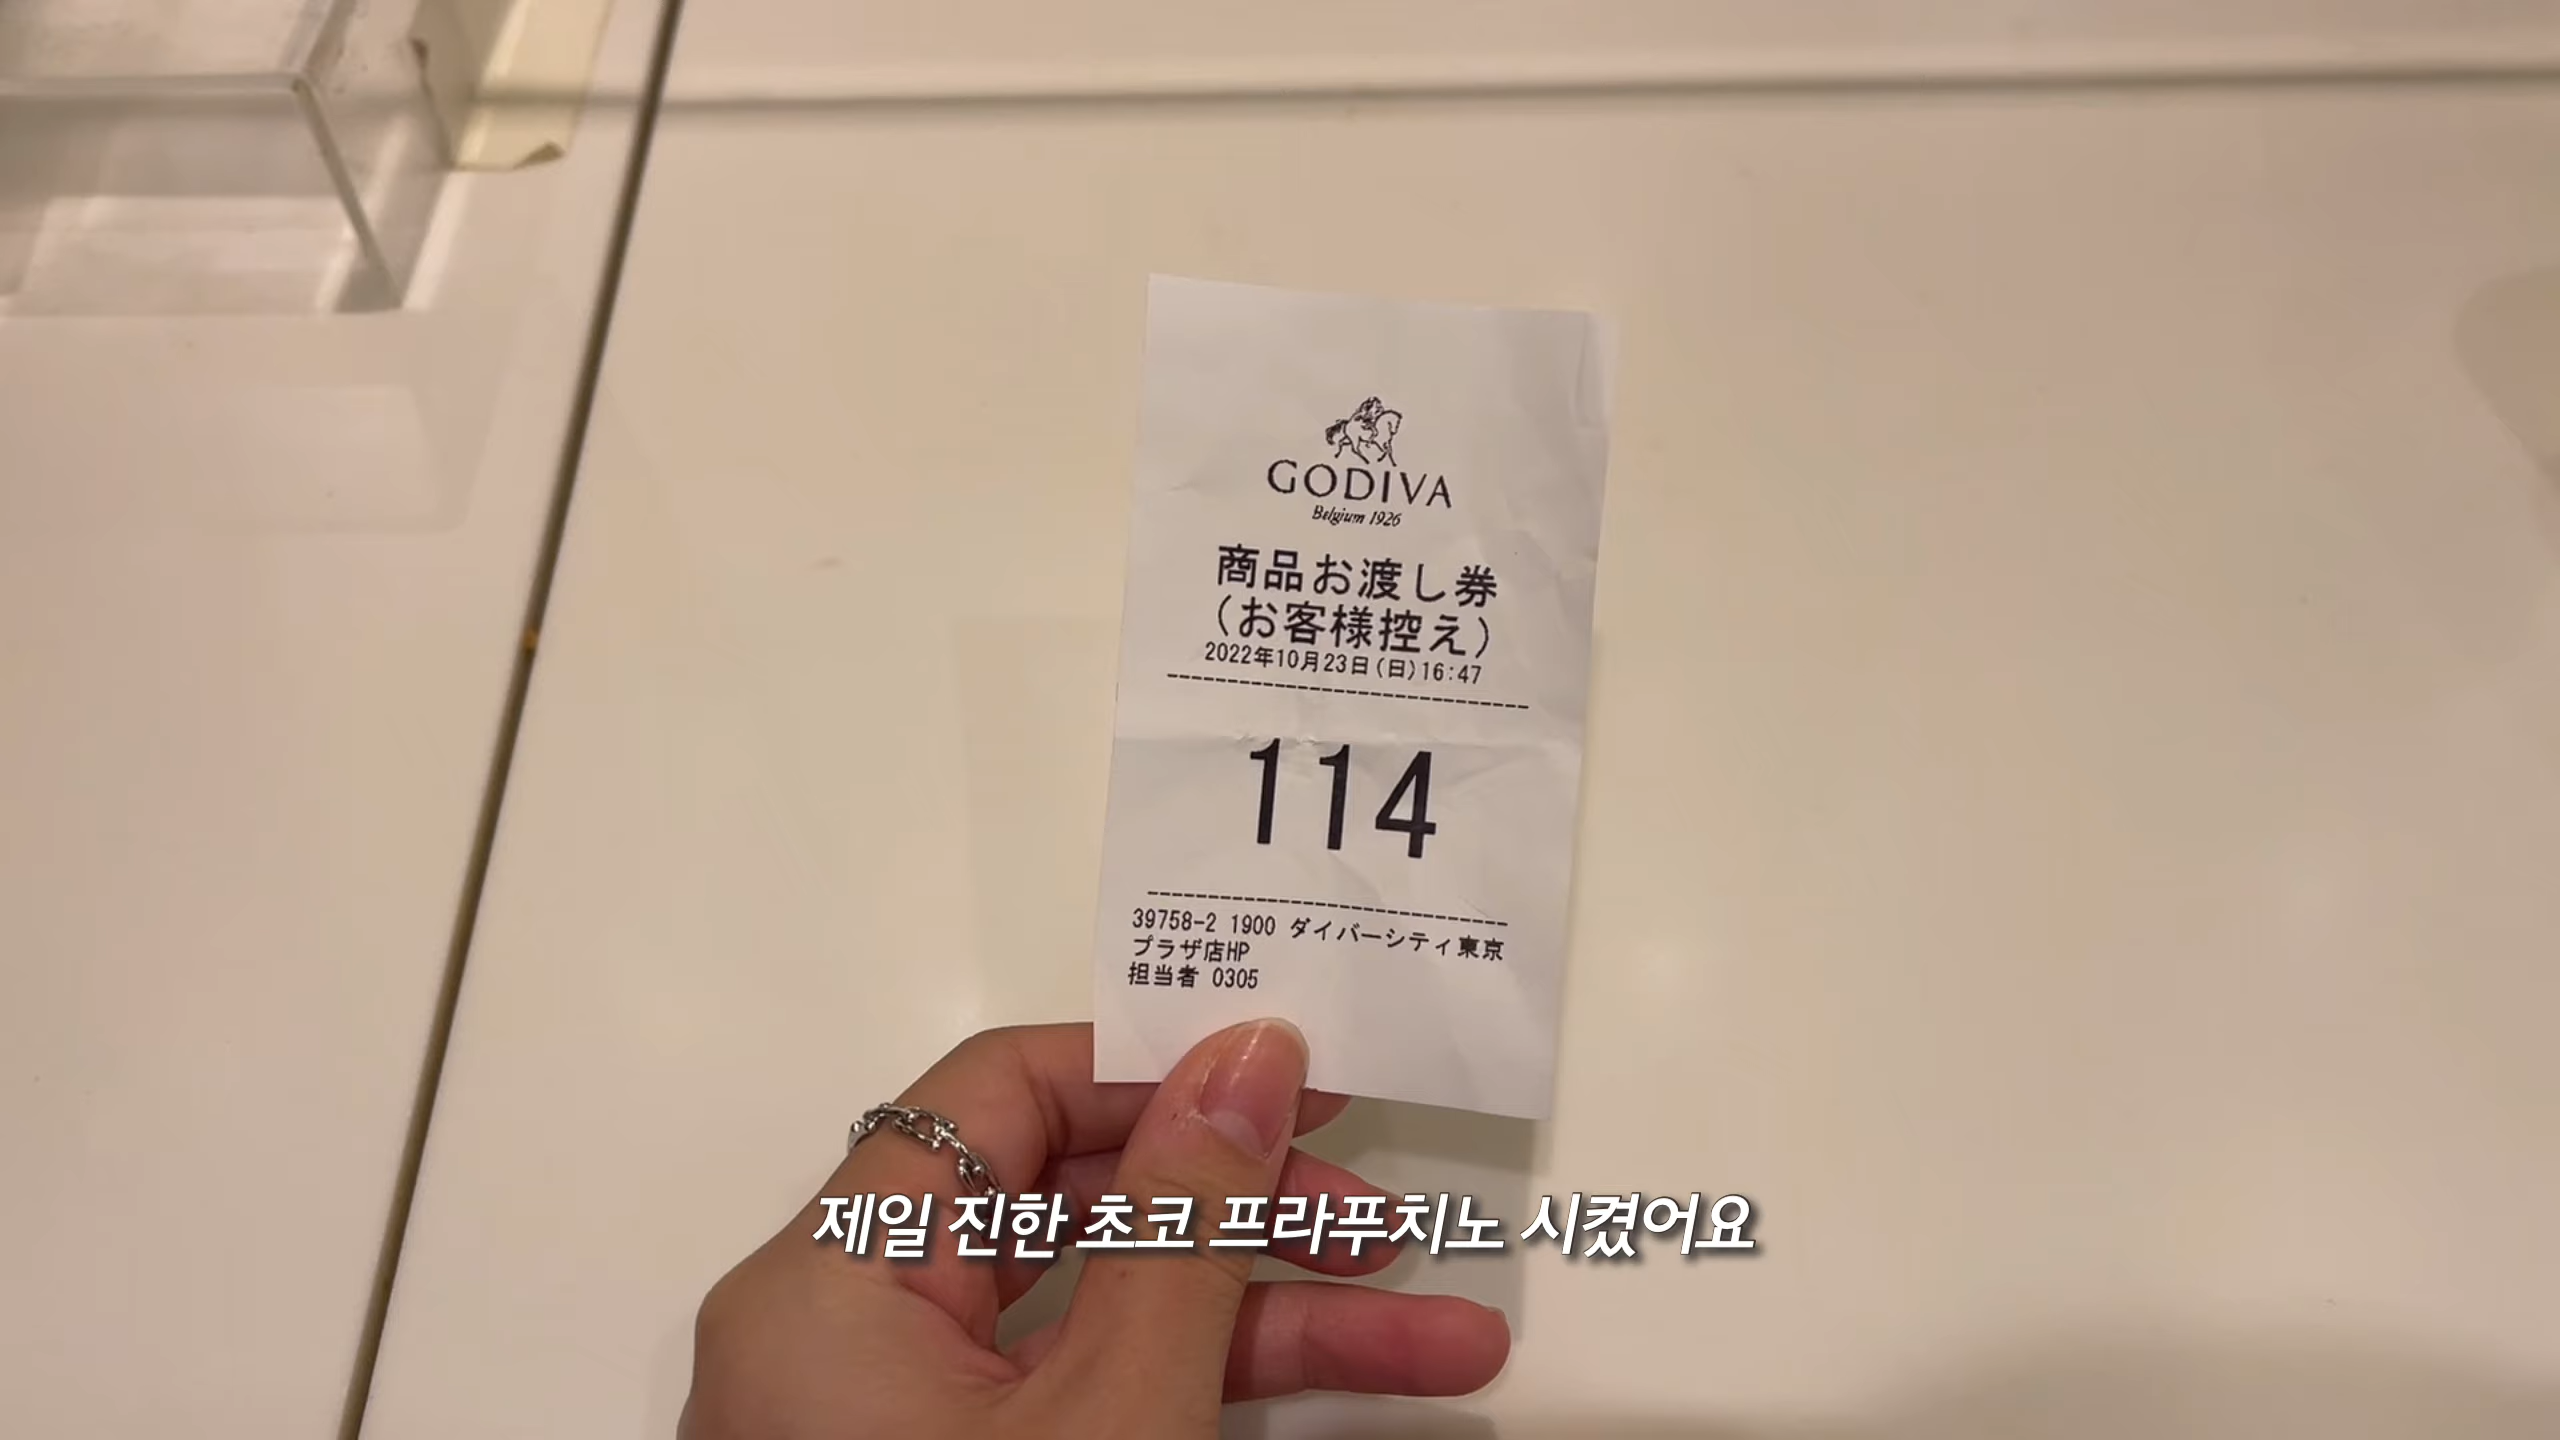 GODIVA
Belgium 1926
商品お渡し券
(お客様控え)
2022年10月23日(日)16:47
114
39758-2 1900 ダイバーシティ東京
プラザ店HP
担当者 0305
제일 진한 초코 프라푸치노 시켰어요